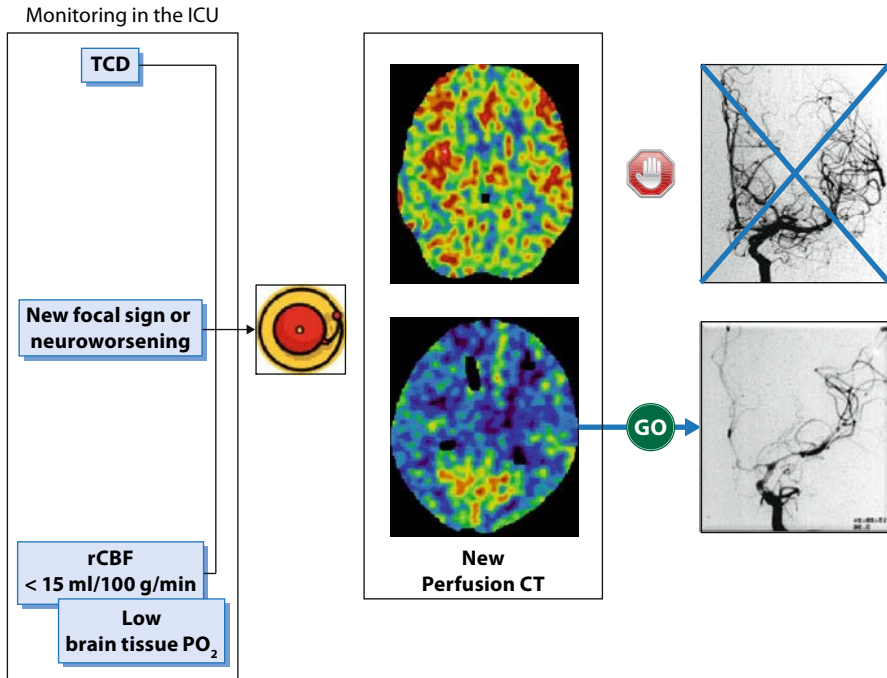 Monitoring in the ICU
TCD
New focal sign or
neuroworsening
rCBF
< 15 ml/100 g/min
Low
brain tissue PO₂
New
Perfusion CT
GO